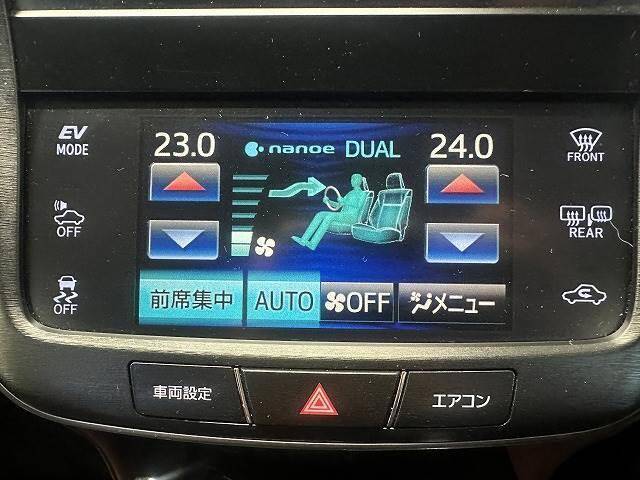 EV
MODE
23.0
nanoe DUAL
24.0
FRONT
OFF
REAR
OFF
前席集中
AUTO
OFF
メニュー
車両設定
エアコン